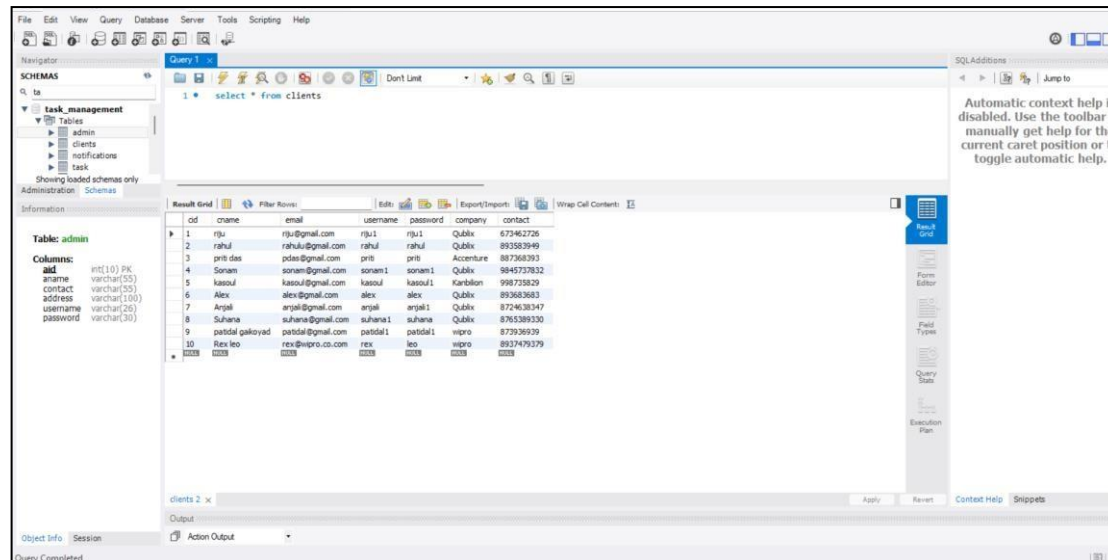 File Edit View Query Database Server Tools Scripting Help
Navigator
SCHEMAS
ta
task_management
Tables
admin
clients
notifications
task
Showing loaded schemas only
Administration Schemas
Information
Table: admin
Columns:
aid int(10) PK
aname varchar(55)
contact varchar(55)
address varchar(100)
username varchar(26)
password varchar(30)
Object Info Session
Query Completed
Query 1
Don't Limit
1 select * from clients
Result Grid Filter Rows: Edit: Export/Import: Wrap Cell Content:
cid cname email username password company contact
1 riju riju@gmail.com riju1 riju1 Qublix 673462726
2 rahul rahulu@gmail.com rahul rahul Qublix 893583949
3 priti das pdas@gmail.com priti priti Accenture 887368393
4 Sonam sonam@gmail.com sonam1 sonam1 Qublix 9845737832
5 kasoul kasoul@gmail.com kasoul kasoul1 Kanbilion 998735829
6 Alex alex@gmail.com alex alex Qublix 893683683
7 Anjali anjali@gmail.com anjali anjali1 Qublix 8724638347
8 Suhana suhana@gmail.com suhana1 suhana Qublix 8765389330
9 patidal gaikoyad patidal@gmail.com patidal1 patidal1 wipro 873936939
10 Rex leo rex@wipro.co.com rex leo wipro 8937479379
NULL NULL NULL NULL NULL NULL NULL
Result Grid
Form Editor
Field Types
Query Stats
Execution Plan
clients 2 Apply Revert
Output
Action Output
SQLAdditions
Jump to
Automatic context help i
disabled. Use the toolbar
manually get help for th
current caret position or t
toggle automatic help.
Context Help Snippets